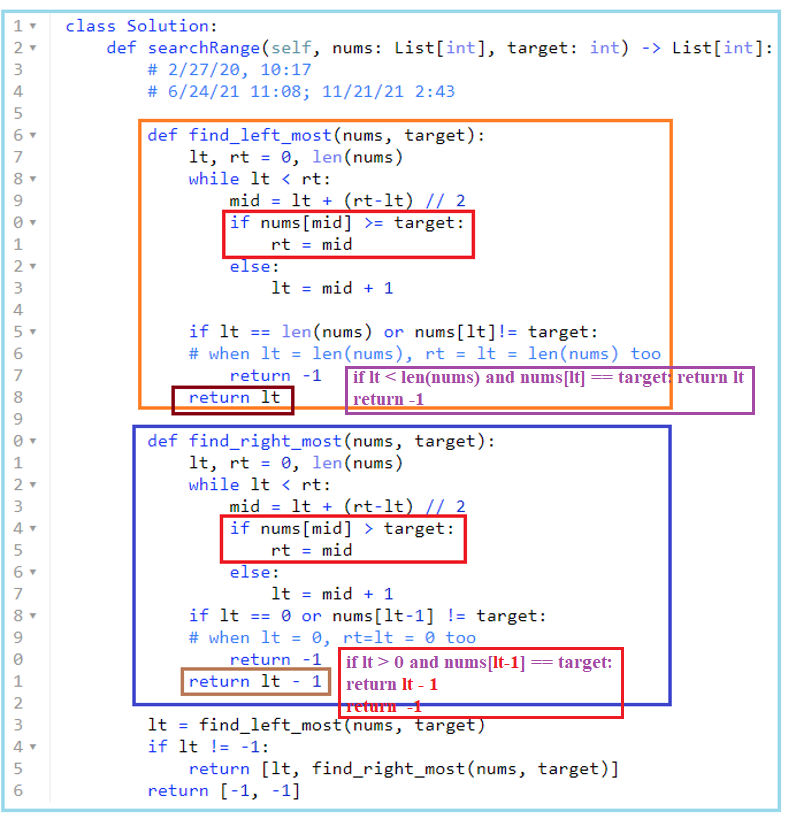 1 class Solution:
2 def searchRange(self, nums: List[int], target: int) -> List[int]:
3 # 2/27/20, 10:17
4 # 6/24/21 11:08; 11/21/21 2:43
5
6 def find_left_most(nums, target):
7 lt, rt = 0, len(nums)
8 while lt < rt:
9 mid = lt + (rt-lt) // 2
0 if nums[mid] >= target:
1 rt = mid
2 else:
3 lt = mid + 1
4
5 if lt == len(nums) or nums[lt]!= target:
6 # when lt = len(nums), rt = lt = len(nums) too
7 return -1 if lt < len(nums) and nums[lt] == target: return lt
8 return lt return -1
9
0 def find_right_most(nums, target):
1 lt, rt = 0, len(nums)
2 while lt < rt:
3 mid = lt + (rt-lt) // 2
4 if nums[mid] > target:
5 rt = mid
6 else:
7 lt = mid + 1
8 if lt == 0 or nums[lt-1] != target:
9 # when lt = 0, rt=lt = 0 too
0 return -1 if lt > 0 and nums[lt-1] == target:
1 return lt - 1 return lt - 1
2 return -1
3 lt = find_left_most(nums, target)
4 if lt != -1:
5 return [lt, find_right_most(nums, target)]
6 return [-1, -1]